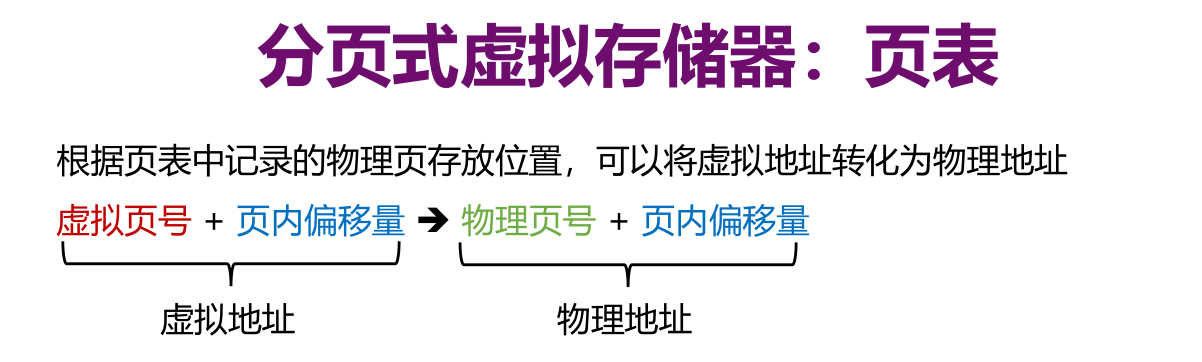 分页式虚拟存储器：页表
根据页表中记录的物理页存放位置，可以将虚拟地址转化为物理地址
虚拟页号 + 页内偏移量 → 物理页号 + 页内偏移量
虚拟地址 物理地址